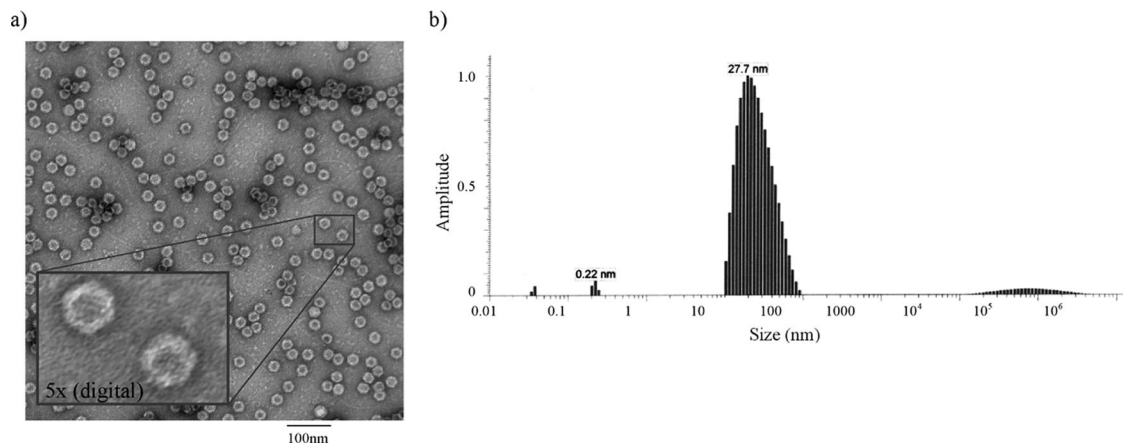 a)
b)
27.7 nm
1.0
Amplitude
0.5
0.22 nm
0
0.01
0.1
1
10
100
1000
10⁴
10⁵
10⁶
Size (nm)
5x (digital)
100nm